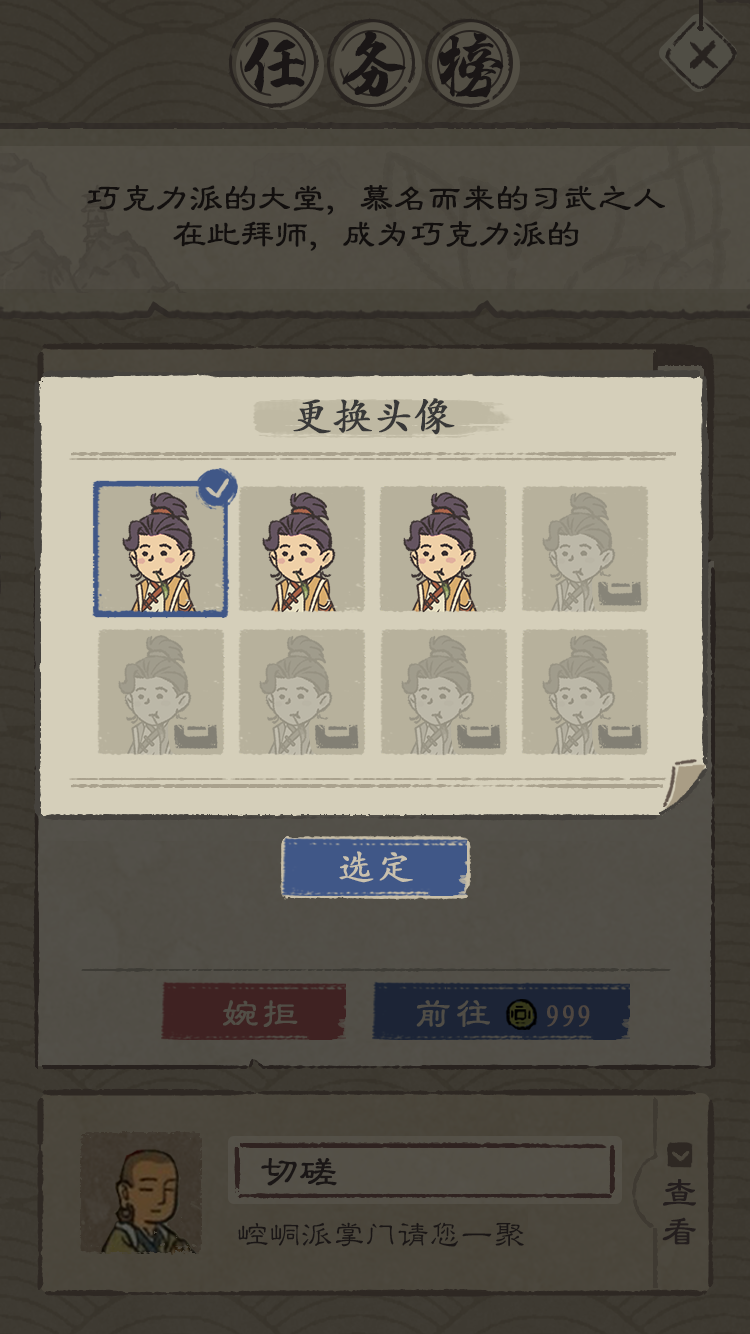 任务榜
巧克力派的大堂，慕名而来的习武之人
在此拜师，成为巧克力派的
更换头像
选定
婉拒
前往 999
切磋
崆峒派掌门请您一聚
查看